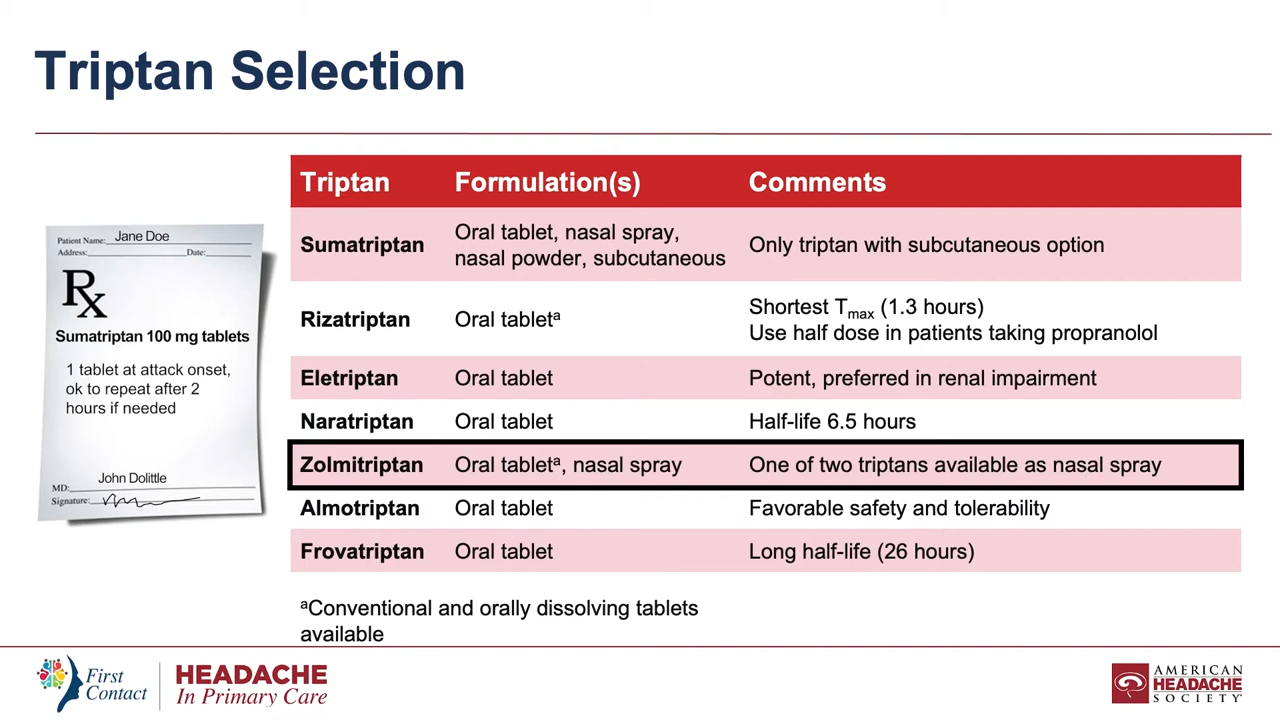 Triptan Selection
Patient Name: Jane Doe
Address: Date:
Rx
Sumatriptan 100 mg tablets
1 tablet at attack onset,
ok to repeat after 2
hours if needed
John Dolittle
MD:
Signature:
Triptan Formulation(s) Comments
Sumatriptan Oral tablet, nasal spray, nasal powder, subcutaneous Only triptan with subcutaneous option
Rizatriptan Oral tabletᵃ Shortest Tmax (1.3 hours) Use half dose in patients taking propranolol
Eletriptan Oral tablet Potent, preferred in renal impairment
Naratriptan Oral tablet Half-life 6.5 hours
Zolmitriptan Oral tabletᵃ, nasal spray One of two triptans available as nasal spray
Almotriptan Oral tablet Favorable safety and tolerability
Frovatriptan Oral tablet Long half-life (26 hours)
ᵃConventional and orally dissolving tablets
available
First
Contact
HEADACHE
In Primary Care
AMERICAN
HEADACHE
SOCIETY